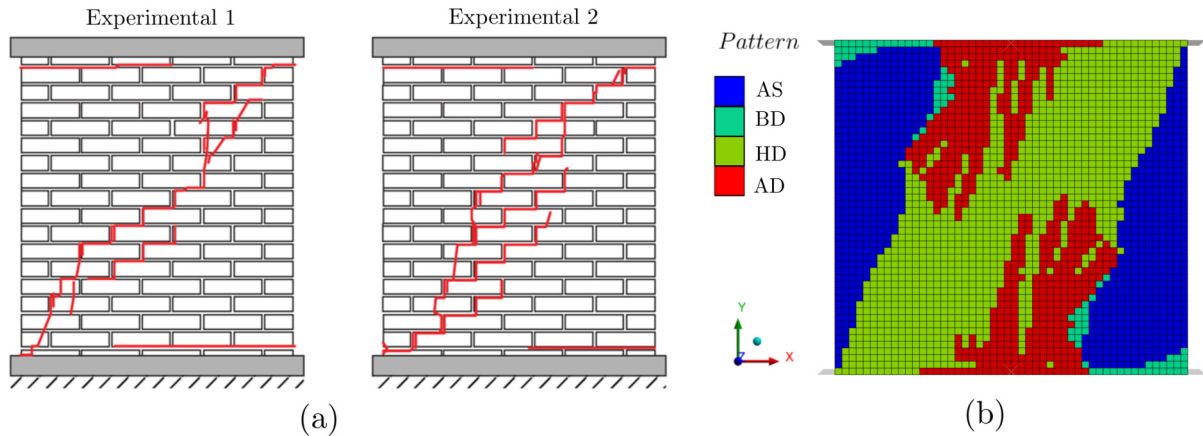 Experimental 1
Experimental 2
Pattern
AS
BD
HD
AD
Y
Z
X
(a)
(b)